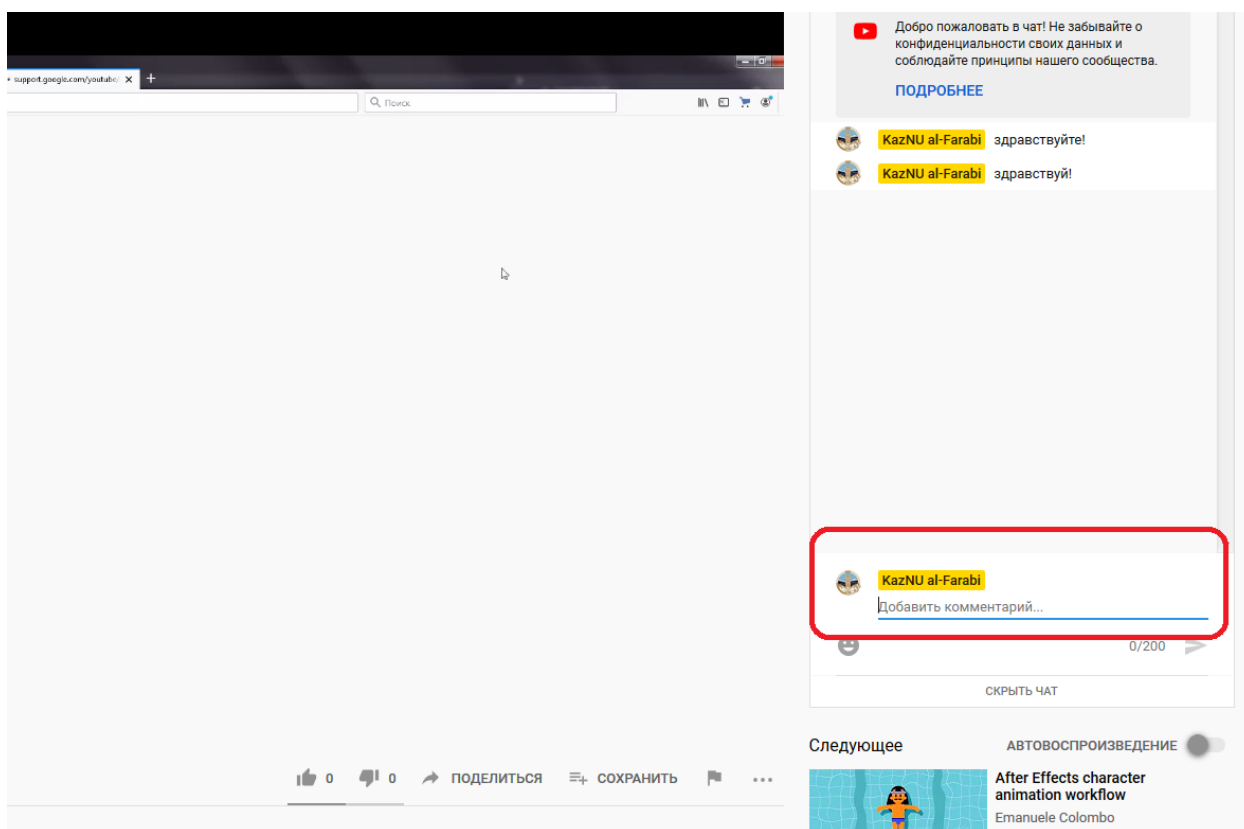 support.google.com/youtube/
Поиск
Добро пожаловать в чат! Не забывайте о
конфиденциальности своих данных и
соблюдайте принципы нашего сообщества.
ПОДРОБНЕЕ
KazNU al-Farabi здравствуйте!
KazNU al-Farabi здравствуй!
KazNU al-Farabi
Добавить комментарий...
0/200
СКРЫТЬ ЧАТ
0 0 ПОДЕЛИТЬСЯ СОХРАНИТЬ
Следующее АВТОВОСПРОИЗВЕДЕНИЕ
After Effects character
animation workflow
Emanuele Colombo